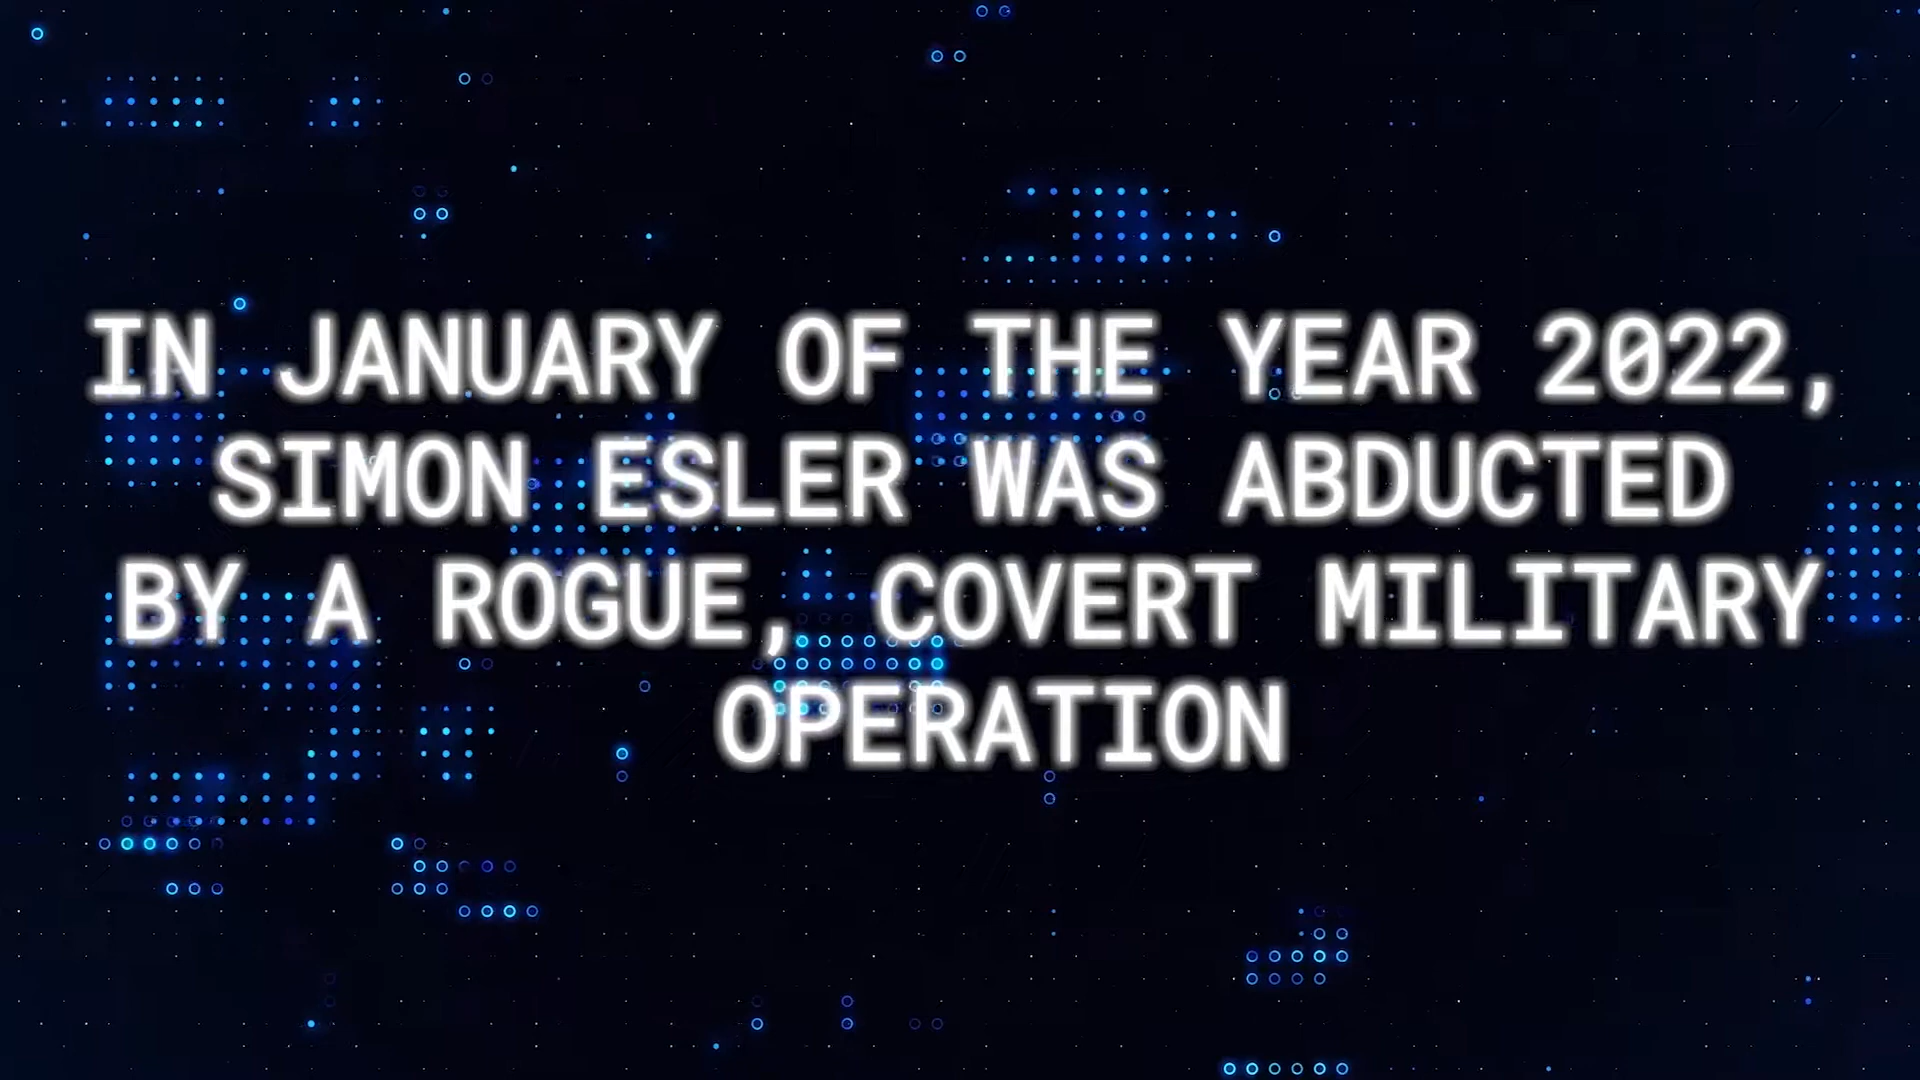 IN JANUARY OF THE YEAR 2022,
SIMON ESLER WAS ABDUCTED
BY A ROGUE, COVERT MILITARY
OPERATION